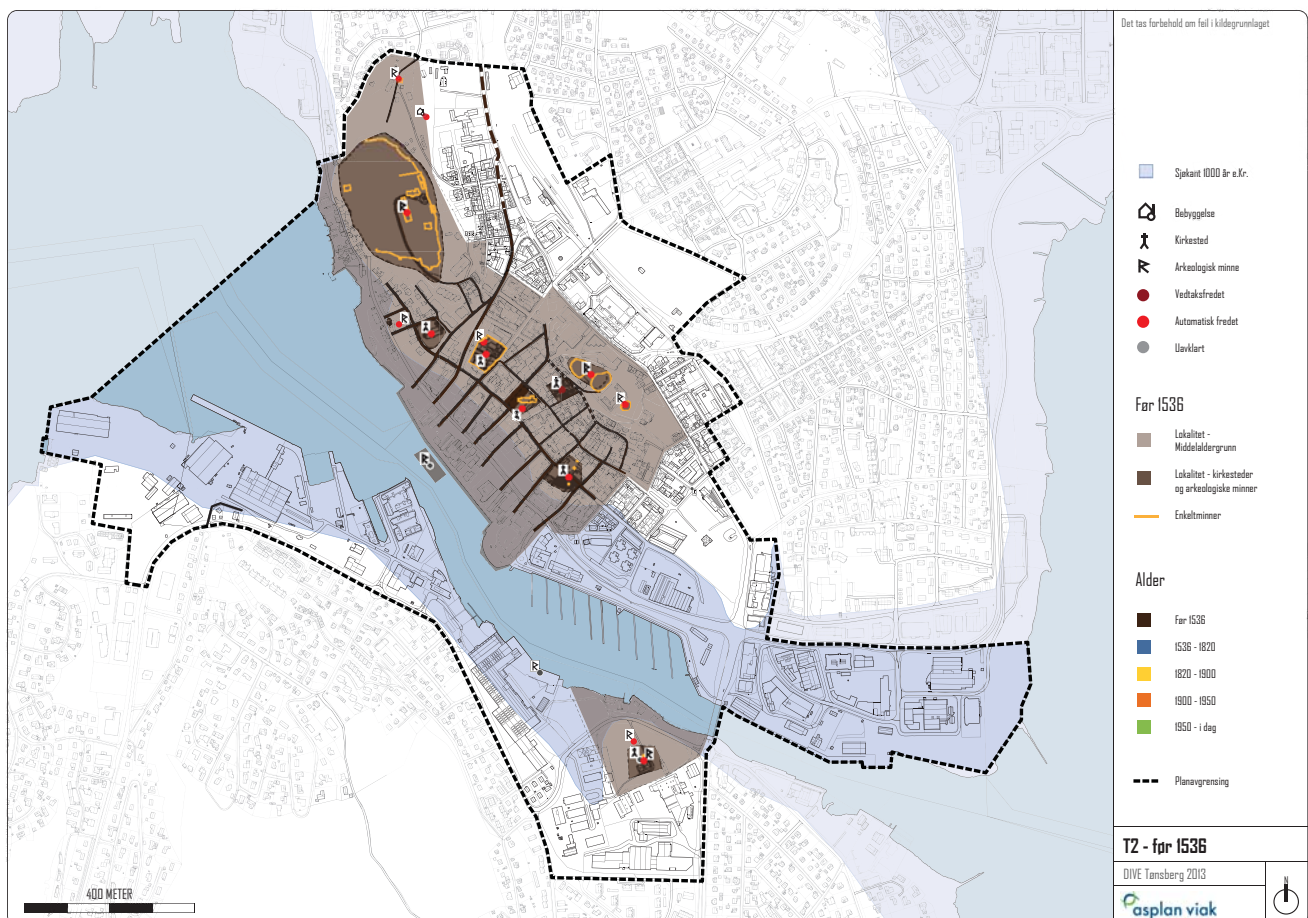 Det tas forbehold om feil i kildegrunnlaget
Sjøkant 1000 år e.Kr.
Bebyggelse
Kirkested
Arkeologisk minne
Vedtaksfredet
Automatisk fredet
Uavklart
Før 1536
Lokalitet -
Middelaldergrunn
Lokalitet - kirkesteder
og arkeologiske minner
Enkeltminner
Alder
Før 1536
1536 - 1820
1820 - 1900
1900 - 1950
1950 - i dag
Planavgrensing
T2 - før 1536
DIVE Tønsberg 2013
asplan viak
N
400 METER